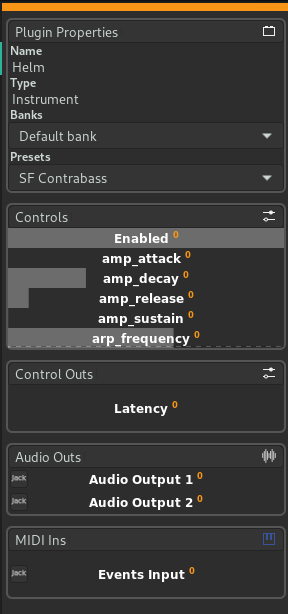 Plugin Properties
Name
Helm
Type
Instrument
Banks
Default bank
Presets
SF Contrabass
Controls
Enabled 0
amp_attack 0
amp_decay 0
amp_release 0
amp_sustain 0
arp_frequency 0
Control Outs
Latency 0
Audio Outs
Jack Audio Output 1 0
Jack Audio Output 2 0
MIDI Ins
Jack Events Input 0